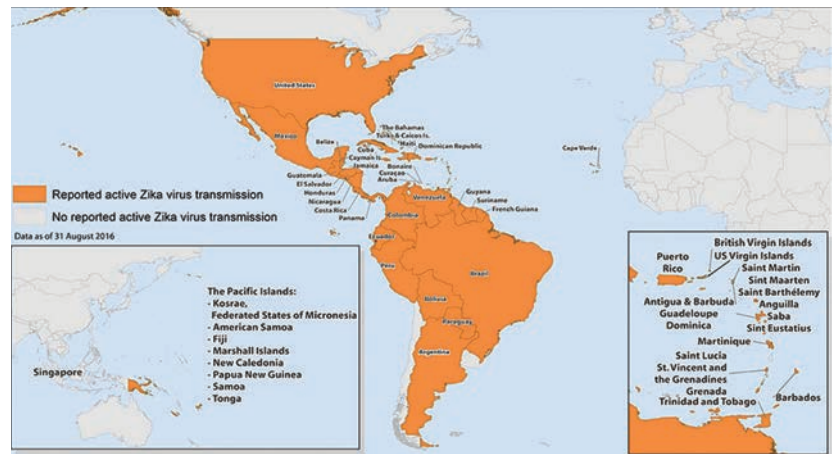 United States
Mexico
The Bahamas
Turks & Caicos Is.
Haiti
Dominican Republic
Belize
Cuba
Cayman Is.
Jamaica
Bonaire
Curaçao
Aruba
Cape Verde
Guatemala
El Salvador
Honduras
Nicaragua
Costa Rica
Panama
Guyana
Suriname
French Guiana
Venezuela
Colombia
Ecuador
Peru
Brazil
Bolivia
Paraguay
Argentina
Reported active Zika virus transmission
No reported active Zika virus transmission
Data as of 31 August 2016
The Pacific Islands:
- Kosrae,
Federated States of Micronesia
- American Samoa
- Fiji
- Marshall Islands
- New Caledonia
- Papua New Guinea
- Samoa
- Tonga
Singapore
British Virgin Islands
US Virgin Islands
Puerto
Rico
Saint Martin
Sint Maarten
Saint Barthélemy
Antigua & Barbuda
Anguilla
Guadeloupe
Saba
Dominica
Sint Eustatius
Martinique
Saint Lucia
St. Vincent and
the Grenadines
Grenada
Trinidad and Tobago
Barbados